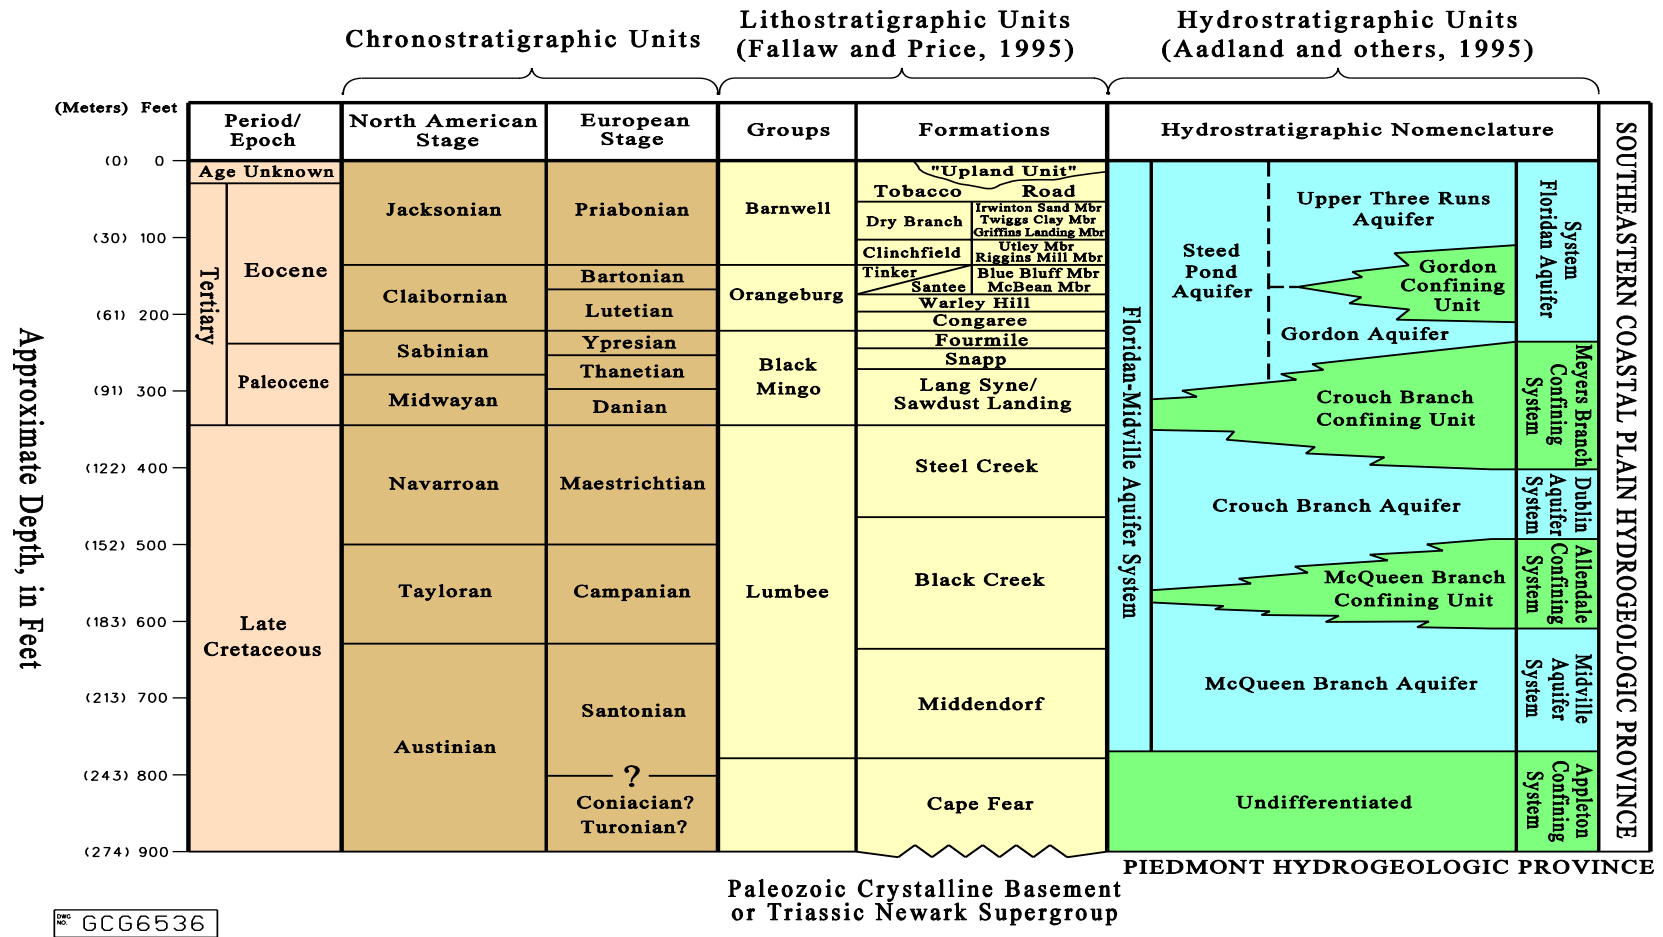 Chronostratigraphic Units
Lithostratigraphic Units
(Fallaw and Price, 1995)
Hydrostratigraphic Units
(Aadland and others, 1995)
(Meters) Feet
Period/
Epoch
North American
Stage
European
Stage
Groups
Formations
Hydrostratigraphic Nomenclature
Approximate Depth, in Feet
(0) 0
(30) 100
(61) 200
(91) 300
(122) 400
(152) 500
(183) 600
(213) 700
(243) 800
(274) 900
Age Unknown
Tertiary
Eocene
Paleocene
Late
Cretaceous
Jacksonian
Claibornian
Sabinian
Midwayan
Navarroan
Tayloran
Austinian
Priabonian
Bartonian
Lutetian
Ypresian
Thanetian
Danian
Maestrichtian
Campanian
Santonian
?
Coniacian?
Turonian?
Barnwell
Orangeburg
Black
Mingo
Lumbee
"Upland Unit"
Tobacco Road
Dry Branch
Irwinton Sand Mbr
Twiggs Clay Mbr
Griffins Landing Mbr
Clinchfield
Utley Mbr
Riggins Mill Mbr
Tinker
Santee
Blue Bluff Mbr
McBean Mbr
Warley Hill
Congaree
Fourmile
Snapp
Lang Syne/
Sawdust Landing
Steel Creek
Black Creek
Middendorf
Cape Fear
Floridan-Midville Aquifer System
Steed
Pond
Aquifer
Upper Three Runs
Aquifer
Gordon
Confining
Unit
Gordon Aquifer
Crouch Branch
Confining Unit
Crouch Branch Aquifer
McQueen Branch
Confining Unit
McQueen Branch Aquifer
Undifferentiated
Floridan Aquifer
System
Meyers Branch
Confining
System
Dublin
Aquifer
System
Allendale
Confining
System
Midville
Aquifer
System
Appleton
Confining
System
SOUTHEASTERN COASTAL PLAIN HYDROGEOLOGIC PROVINCE
PIEDMONT HYDROGEOLOGIC PROVINCE
Paleozoic Crystalline Basement
or Triassic Newark Supergroup
DWG
NO. GCG6536